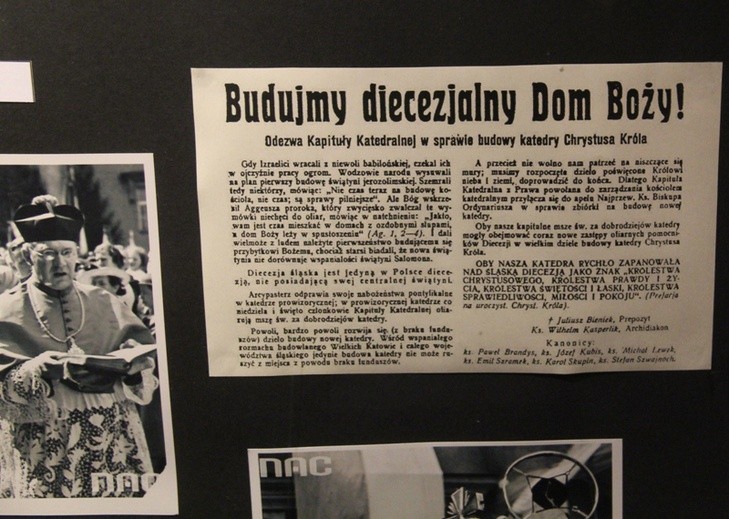 Budujmy diecezjalny Dom Boży!
Odezwa Kapituły Katedralnej w sprawie budowy katedry Chrystusa Króla
Gdy Izraelici wracali z niewoli babilońskiej, czekał ich
w ojczyźnie pracy ogrom. Wodzowie narodu wysuwali
na plan pierwszy budowę świątyni jerozolimskiej. Szemrali
tedy niektórzy, mówiąc: „Nie czas teraz na budowę ko-
ścioła, nie czas; są sprawy pilniejsze". Ale Bóg wskrze-
sił Aggeusza proroka, który zwycięsko zwalczał te wy-
mówki niechęci do ofiar, mówiąc w natchnieniu: „Jakto,
wam jest czas mieszkać w domach z ozdobnymi słupami,
a dom Boży leży w spustoszeniu" (Ag. 1, 2—4). I dali
wielmoże z ludem należyte pierwszeństwo budującemu się
przybytkowi Bożemu, chociaż starsi biadali, że nowa świą-
tynia nie dorównuje wspaniałości świątyni Salomona.
Diecezja śląska jest jedyną w Polsce diece-
zją, nie posiadającą swej centralnej świątyni.
Arcypasterz odprawia swoje nabożeństwa pontyfikalne
w katedrze prowizorycznej; w prowizorycznej katedrze co
niedziela i święto członkowie Kapituły Katedralnej ofia-
rują mszę św. za dobrodziejów katedry.
Powoli, bardzo powoli rozwija się (z braku fundu-
szów) dzieło budowy nowej katedry. Wśród wspaniałego
rozmachu budowlanego Wielkich Katowic i całego woje-
wództwa śląskiego jedynie budowa katedry nie może ru-
szyć z miejsca z powodu braku funduszów.
A przecież nie wolno nam patrzeć na niszczące się
mury; musimy rozpoczęte dzieło poświęcone Królowi
nieba i ziemi, doprowadzić do końca. Dlatego Kapituła
Katedralna z Prawa powołana do zarządzania kościołem
katedralnym przyłącza się do apelu Najprzew. Ks. Biskupa
Ordynariusza w sprawie zbiórki na budowę nowej
katedry.
Oby nasze kapitulne msze św. za dobrodziejów katedry
mogły obejmować coraz nowe zastępy ofiarnych pomocni-
ków Diecezji w wielkim dziele budowy katedry Chrystusa
Króla.
OBY NASZA KATEDRA RYCHŁO ZAPANOWAŁA
NAD ŚLĄSKĄ DIECEZJĄ JAKO ZNAK „KRÓLESTWA
CHRYSTUSOWEGO, KRÓLESTWA PRAWDY I ŻY-
CIA, KRÓLESTWA ŚWIĘTOŚCI I ŁASKI, KRÓLESTWA
SPRAWIEDLIWOŚCI, MIŁOŚCI I POKOJU". (Prefacja
na uroczyst. Chryst. Króla).
† Juliusz Bieniek, Prepozyt
Ks. Wilhelm Kasperlik, Archidiakon
Kanonicy:
ks. Paweł Brandys, ks. Józef Kubis, ks. Michał Lewek,
ks. Emil Szramek, ks. Karol Skupin, ks. Stefan Szwajnoch.
NAC
NAC